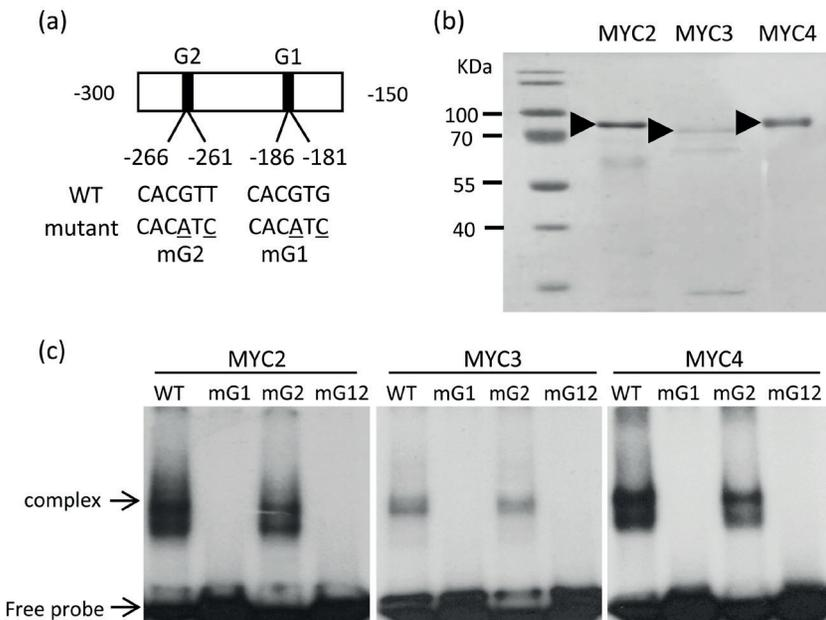 (a)
G2 G1
-300 -150
-266 -261 -186 -181
WT CACGTT CACGTG
mutant CACATC CACATC
mG2 mG1
(b)
MYC2 MYC3 MYC4
KDa
100
70
55
40
(c)
MYC2 MYC3 MYC4
WT mG1 mG2 mG12 WT mG1 mG2 mG12 WT mG1 mG2 mG12
complex
Free probe